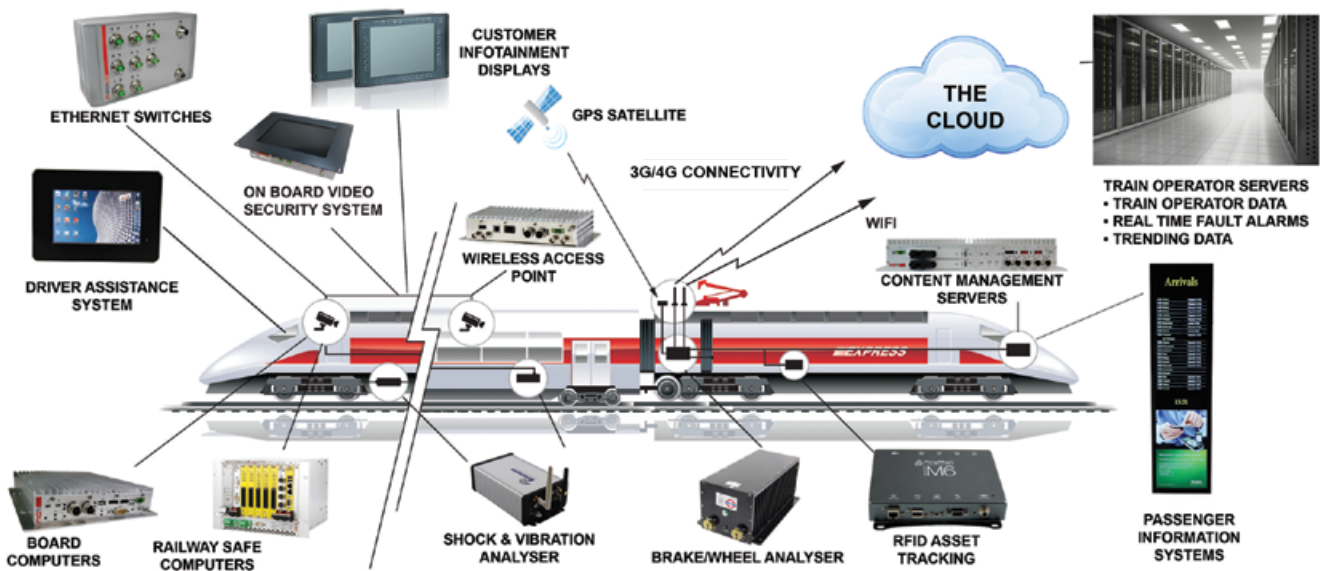 ETHERNET SWITCHES
CUSTOMER
INFOTAINMENT
DISPLAYS
GPS SATELLITE
THE
CLOUD
3G/4G CONNECTIVITY
WIFI
TRAIN OPERATOR SERVERS
• TRAIN OPERATOR DATA
• REAL TIME FAULT ALARMS
• TRENDING DATA
ON BOARD VIDEO
SECURITY SYSTEM
DRIVER ASSISTANCE
SYSTEM
WIRELESS ACCESS
POINT
CONTENT MANAGEMENT
SERVERS
Arrivals
EXPRESS
M6
BOARD
COMPUTERS
RAILWAY SAFE
COMPUTERS
SHOCK & VIBRATION
ANALYSER
BRAKE/WHEEL ANALYSER
RFID ASSET
TRACKING
PASSENGER
INFORMATION
SYSTEMS